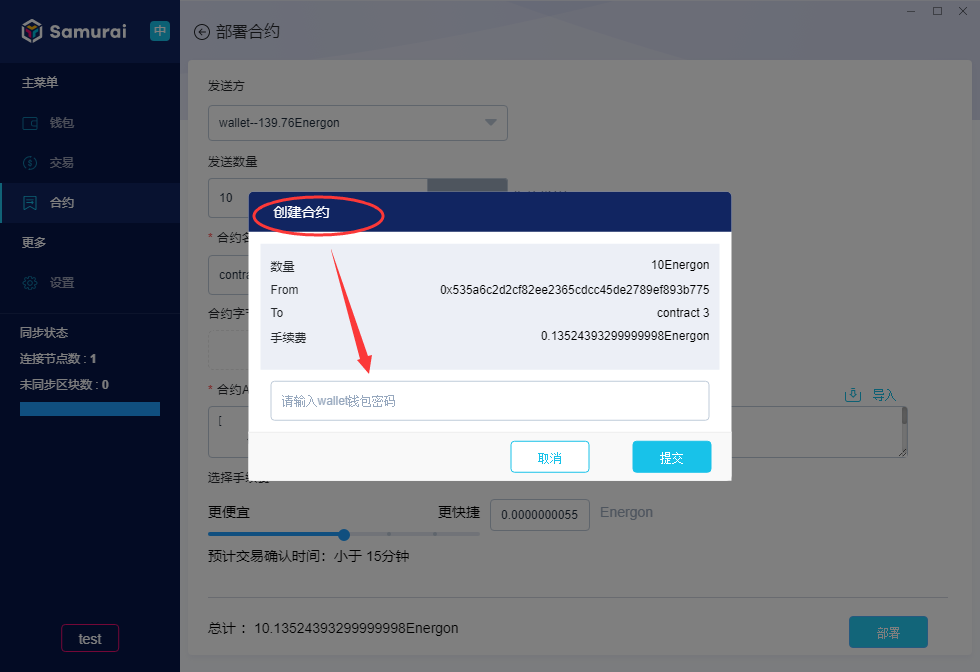 Samurai
中
部署合约
主菜单
钱包
交易
合约
更多
设置
同步状态
连接节点数 : 1
未同步区块数 : 0
test
发送方
wallet--139.76Energon
发送数量
10
* 合约名
contra
合约字节
* 合约A
导入
[
创建合约
数量 10Energon
From 0x535a6c2d2cf82ee2365cdcc45de2789ef893b775
To contract 3
手续费 0.13524393299999998Energon
请输入wallet钱包密码
取消 提交
选择手续费
更便宜 更快捷 0.0000000055 Energon
预计交易确认时间：小于 15分钟
总计： 10.13524393299999998Energon
部署